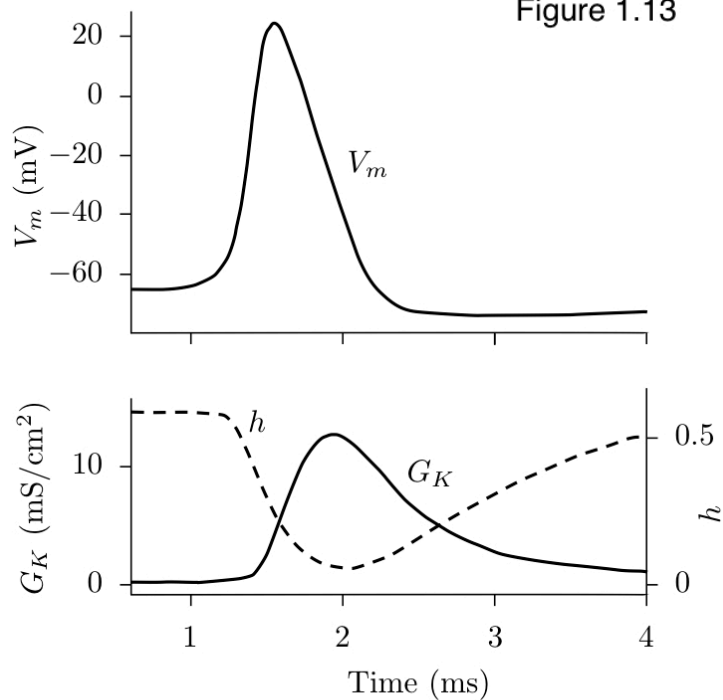 Figure 1.13
20
0
−20
−40
−60
V_m (mV)
V_m
10
0
G_K (mS/cm²)
h
G_K
0.5
0
h
1 2 3 4
Time (ms)